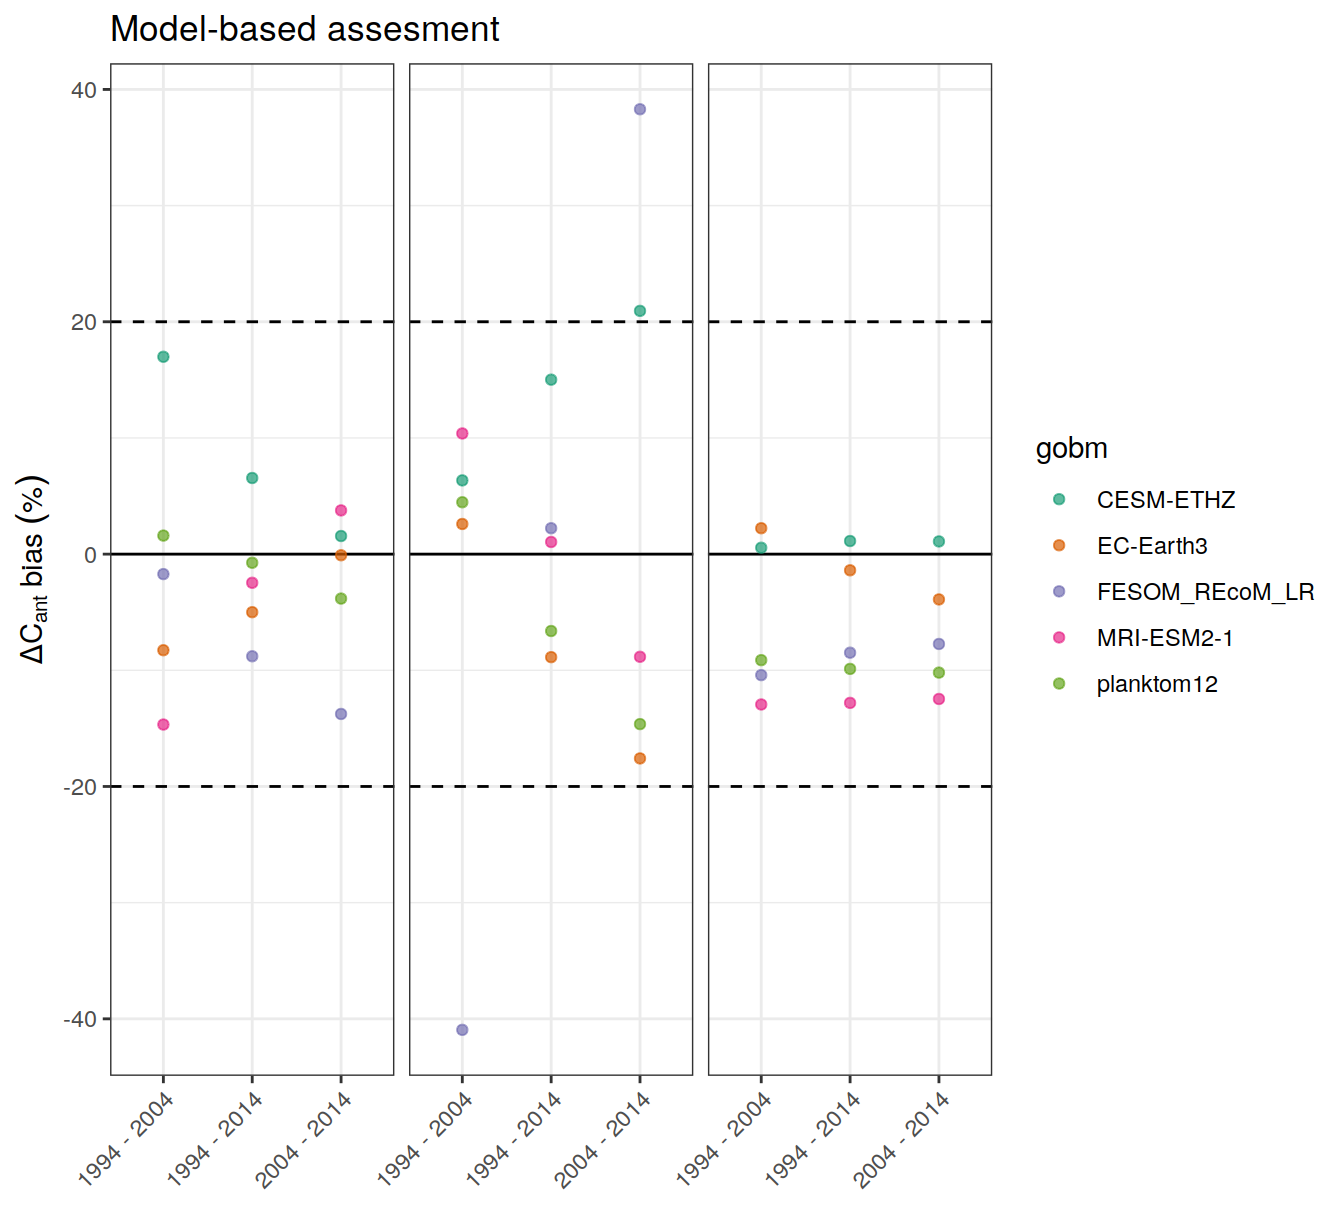 Model-based assesment
ΔCant bias (%)
40
20
0
-20
-40
1994 - 2004
1994 - 2014
2004 - 2014
1994 - 2004
1994 - 2014
2004 - 2014
1994 - 2004
1994 - 2014
2004 - 2014
gobm
CESM-ETHZ
EC-Earth3
FESOM_REcoM_LR
MRI-ESM2-1
planktom12